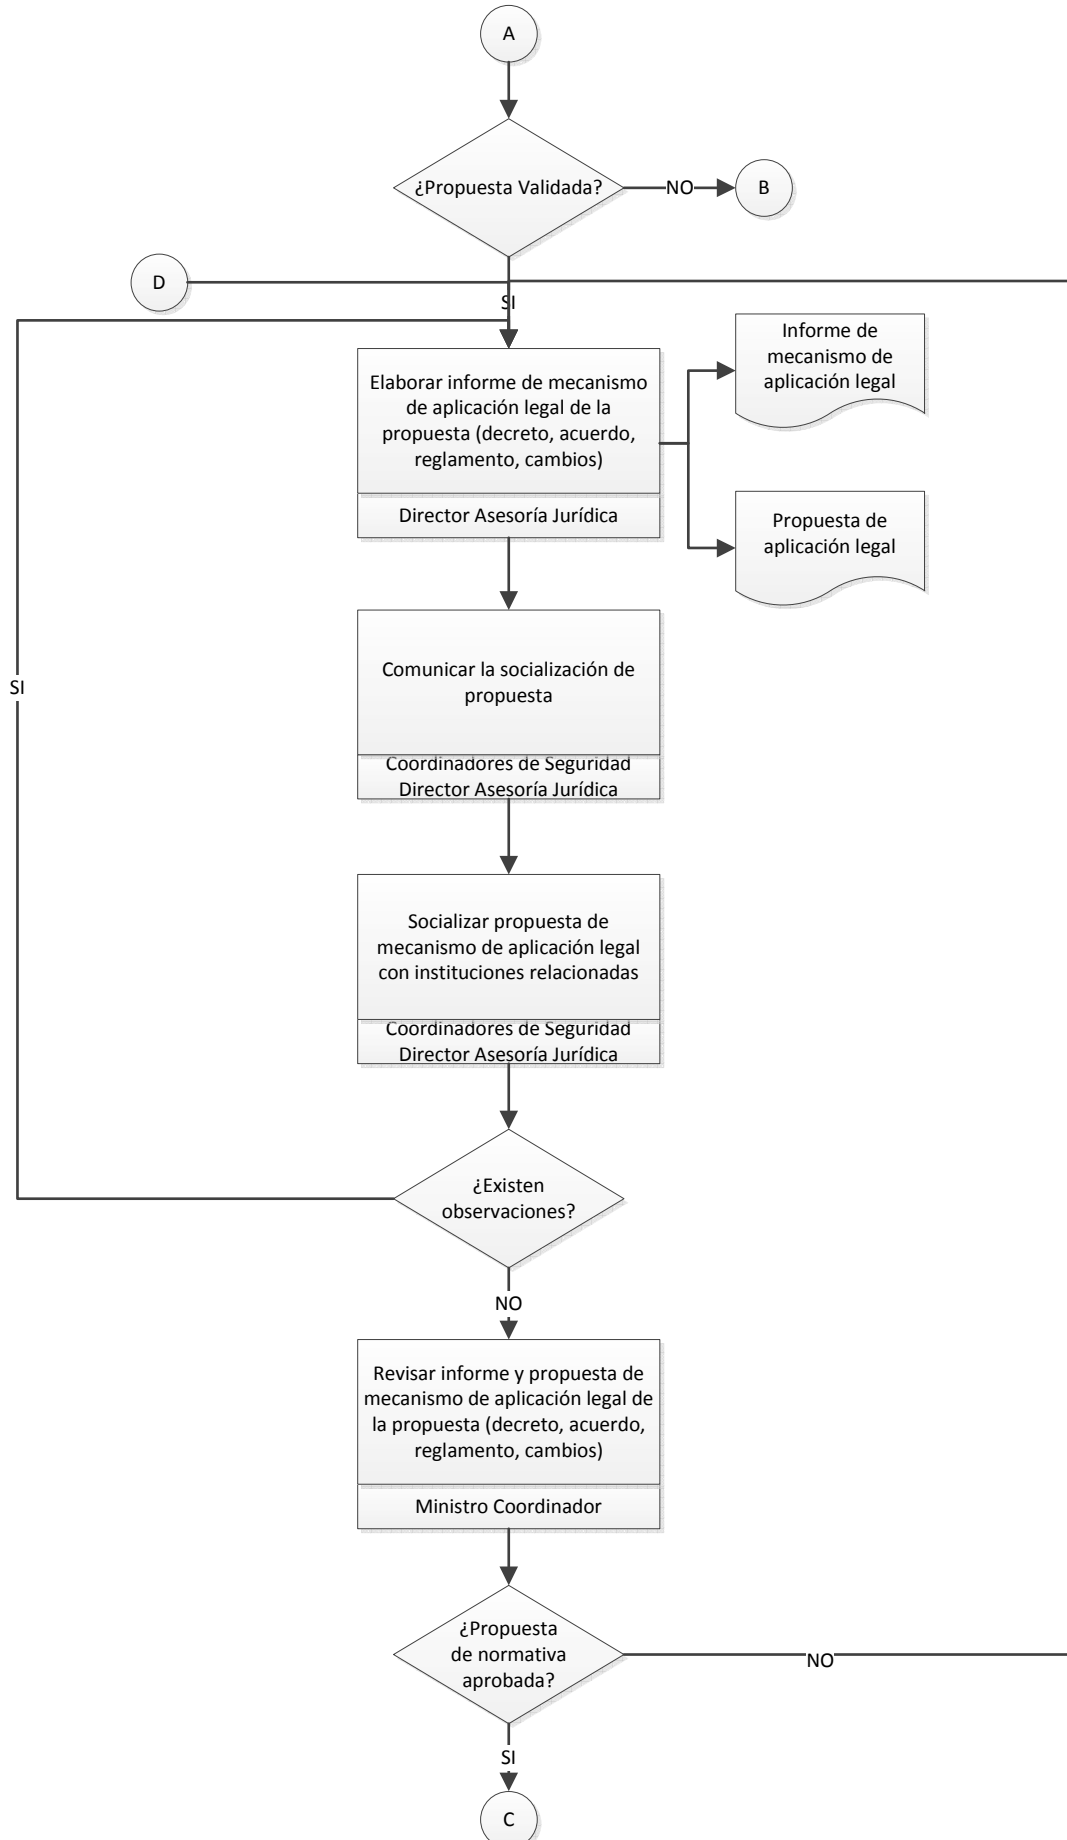 A
¿Propuesta Validada?
NO
B
D
SI
Elaborar informe de mecanismo
de aplicación legal de la
propuesta (decreto, acuerdo,
reglamento, cambios)
Director Asesoría Jurídica
Informe de
mecanismo de
aplicación legal
Propuesta de
aplicación legal
Comunicar la socialización de
propuesta
Coordinadores de Seguridad
Director Asesoría Jurídica
SI
Socializar propuesta de
mecanismo de aplicación legal
con instituciones relacionadas
Coordinadores de Seguridad
Director Asesoría Jurídica
¿Existen
observaciones?
NO
Revisar informe y propuesta de
mecanismo de aplicación legal de
la propuesta (decreto, acuerdo,
reglamento, cambios)
Ministro Coordinador
¿Propuesta
de normativa
aprobada?
NO
SI
C